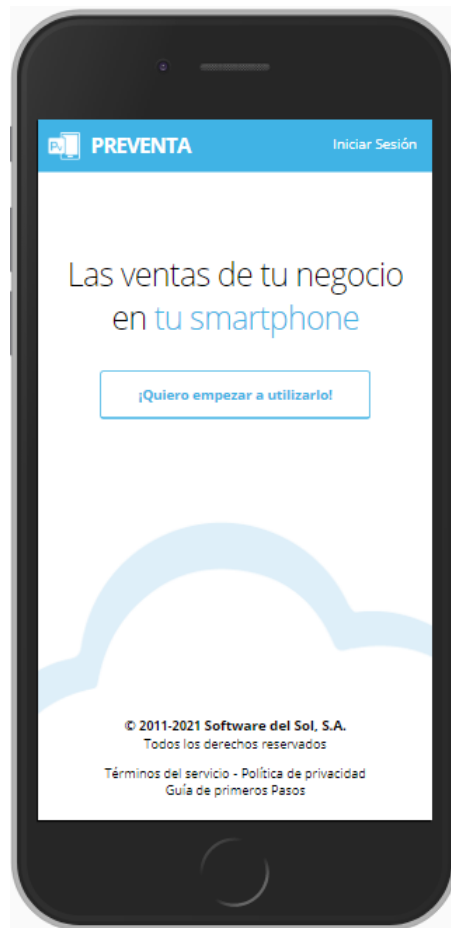 Pv
PREVENTA
Iniciar Sesión
Las ventas de tu negocio
en tu smartphone
¡Quiero empezar a utilizarlo!
© 2011-2021 Software del Sol, S.A.
Todos los derechos reservados
Términos del servicio - Política de privacidad
Guía de primeros Pasos